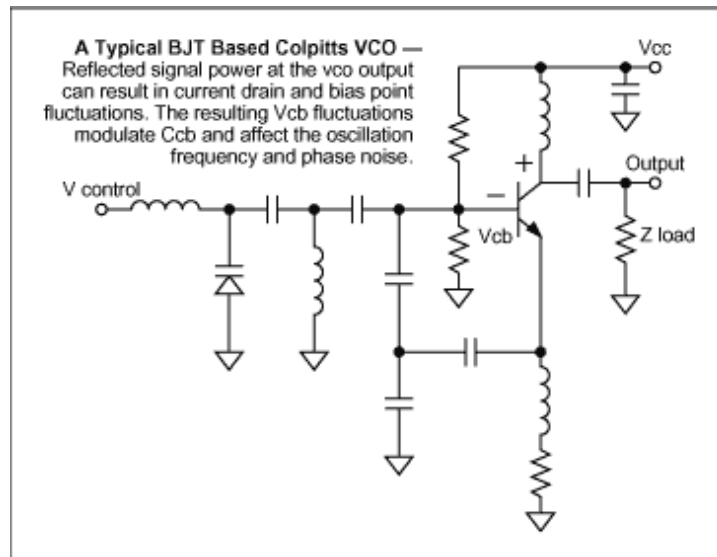 A Typical BJT Based Colpitts VCO —
Reflected signal power at the vco output
can result in current drain and bias point
fluctuations. The resulting Vcb fluctuations
modulate Ccb and affect the oscillation
frequency and phase noise.
Vcc
V control
+
Output
−
Vcb
Z load